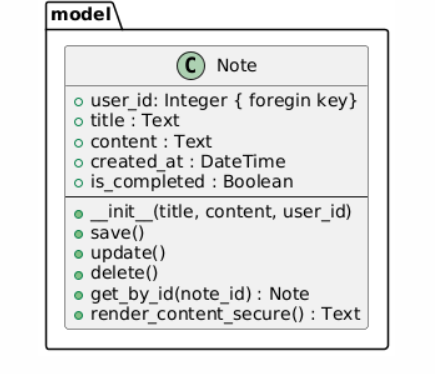 model
C Note
user_id: Integer { foregin key}
title : Text
content : Text
created_at : DateTime
is_completed : Boolean
__init__(title, content, user_id)
save()
update()
delete()
get_by_id(note_id) : Note
render_content_secure() : Text